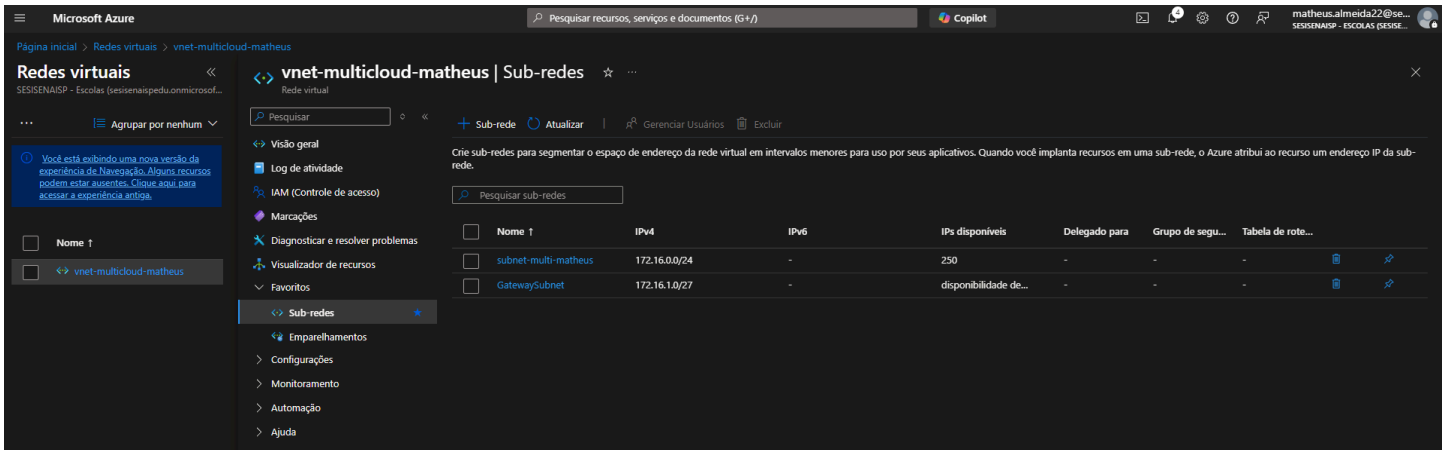 Microsoft Azure
Pesquisar recursos, serviços e documentos (G+/)
Copilot
4
matheus.almeida22@se...
SESISENAISP - ESCOLAS (SESISE...
Página inicial > Redes virtuais > vnet-multicloud-matheus
Redes virtuais
SESISENAISP - Escolas (sesisenaispedu.onmicrosof...
... Agrupar por nenhum
Você está exibindo uma nova versão da
experiência de Navegação. Alguns recursos
podem estar ausentes. Clique aqui para
acessar a experiência antiga.
Nome ↑
vnet-multicloud-matheus
vnet-multicloud-matheus | Sub-redes ...
Rede virtual
Pesquisar
Visão geral
Log de atividade
IAM (Controle de acesso)
Marcações
Diagnosticar e resolver problemas
Visualizador de recursos
Favoritos
Sub-redes
Emparelhamentos
Configurações
Monitoramento
Automação
Ajuda
+ Sub-rede Atualizar | Gerenciar Usuários Excluir
Crie sub-redes para segmentar o espaço de endereço da rede virtual em intervalos menores para uso por seus aplicativos. Quando você implanta recursos em uma sub-rede, o Azure atribui ao recurso um endereço IP da sub-
rede.
Pesquisar sub-redes
Nome ↑ IPv4 IPv6 IPs disponíveis Delegado para Grupo de segu... Tabela de rote...
subnet-multi-matheus 172.16.0.0/24 - 250 - - -
GatewaySubnet 172.16.1.0/27 - disponibilidade de... - - -